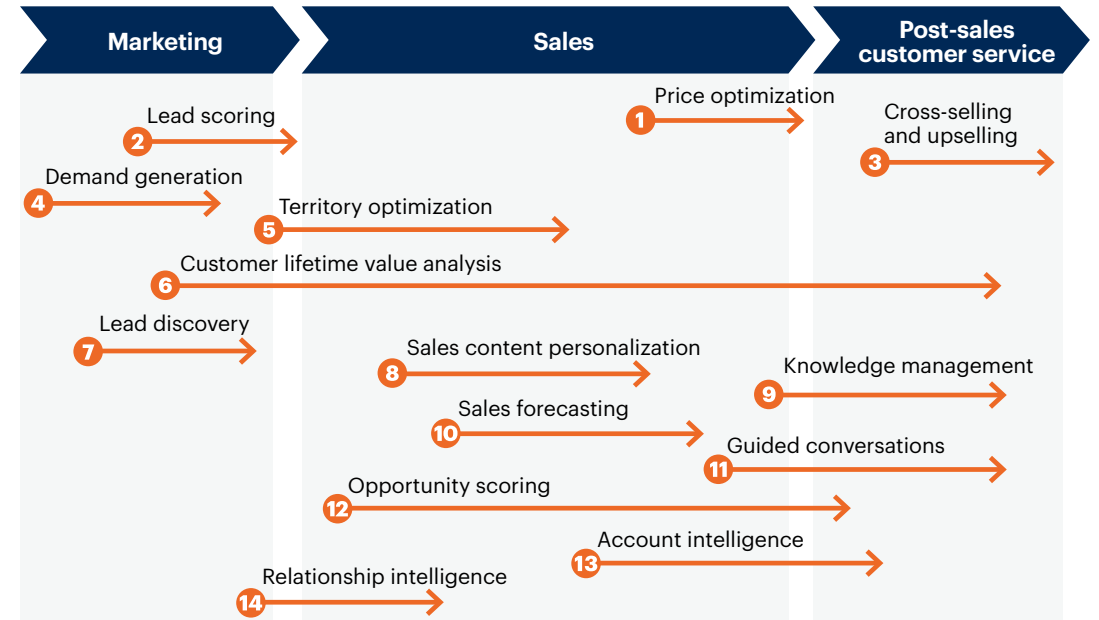 Marketing
Sales
Post-sales
customer service
Price optimization
1
Lead scoring
2
Cross-selling
and upselling
3
Demand generation
4
Territory optimization
5
Customer lifetime value analysis
6
Lead discovery
7
Sales content personalization
8
Knowledge management
9
Sales forecasting
10
Guided conversations
11
Opportunity scoring
12
Account intelligence
13
Relationship intelligence
14